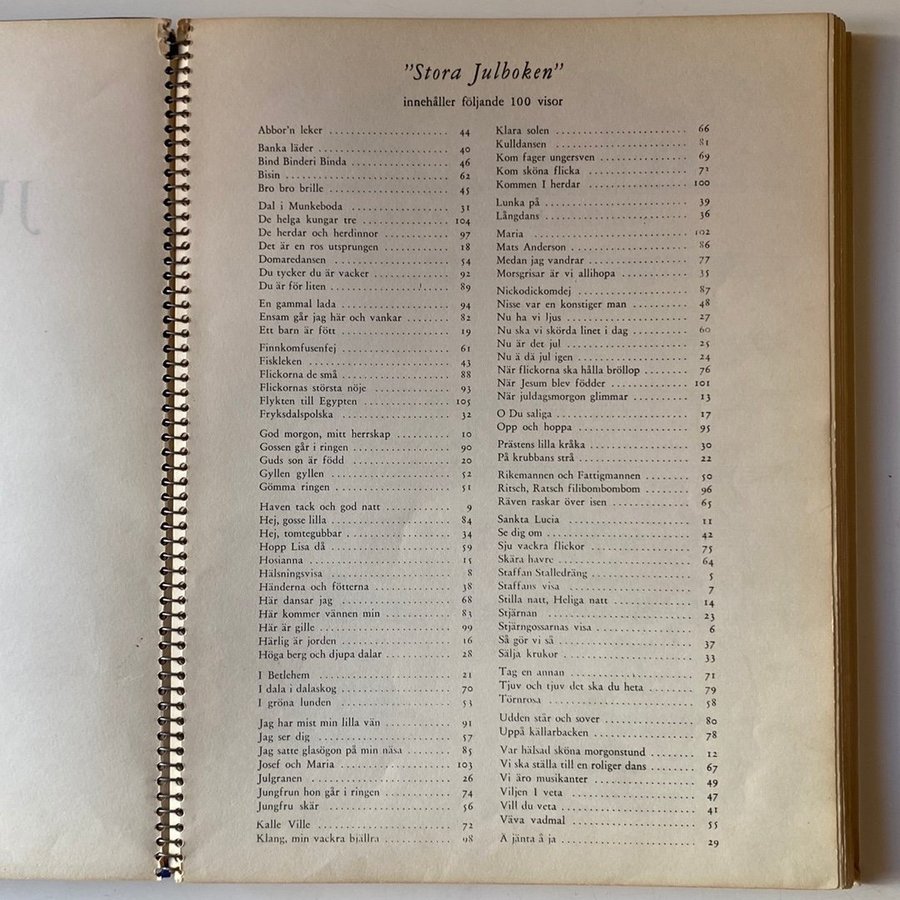 "Stora Julboken"
innehåller följande 100 visor
Abbor'n leker 44
Banka läder 40
Bind Binderi Binda 46
Bisin 62
Bro bro brille 45
Dal i Munkeboda 31
De helga kungar tre 104
De herdar och herdinnor 97
Det är en ros utsprungen 18
Domaredansen 54
Du tycker du är vacker 92
Du är för liten 89
En gammal lada 94
Ensam går jag här och vankar 82
Ett barn är fött 19
Finnkomfusenfej 61
Fiskleken 43
Flickorna de små 88
Flickornas största nöje 93
Flykten till Egypten 105
Fryksdalspolska 32
God morgon, mitt herrskap 10
Gossen går i ringen 90
Guds son är född 20
Gyllen gyllen 52
Gömma ringen 51
Haven tack och god natt 9
Hej, gosse lilla 84
Hej, tomtegubbar 34
Hopp Lisa då 59
Hosianna 15
Hälsningsvisa 8
Händerna och fötterna 38
Här dansar jag 68
Här kommer vännen min 83
Här är gille 99
Härlig är jorden 16
Höga berg och djupa dalar 28
I Betlehem 21
I dala i dalaskog 70
I gröna lunden 53
Jag har mist min lilla vän 91
Jag ser dig 57
Jag satte glasögon på min näsa 85
Josef och Maria 103
Julgranen 26
Jungfrun hon går i ringen 74
Jungfru skär 56
Kalle Ville 72
Klang, min vackra bjällra 98
Klara solen 66
Kulldansen 81
Kom fager ungersven 69
Kom sköna flicka 73
Kommen I herdar 100
Lunka på 39
Långdans 36
Maria 102
Mats Anderson 86
Medan jag vandrar 77
Morsgrisar är vi allihopa 35
Nickodickomdej 87
Nisse var en konstiger man 48
Nu ha vi ljus 27
Nu ska vi skörda linet i dag 60
Nu är det jul 25
Nu ä dä jul igen 24
När flickorna ska hålla bröllop 76
När Jesum blev födder 101
När juldagsmorgon glimmar 13
O Du saliga 17
Opp och hoppa 95
Prästens lilla kråka 30
På krubbans strå 22
Rikemannen och Fattigmannen 50
Ritsch, Ratsch filibombombom 96
Räven raskar över isen 65
Sankta Lucia 11
Se dig om 42
Sju vackra flickor 75
Skära havre 64
Staffan Stalledräng 5
Staffans visa 7
Stilla natt, Heliga natt 14
Stjärnan 23
Stjärngossarnas visa 6
Så gör vi så 37
Sälja krukor 33
Tag en annan 71
Tjuv och tjuv det ska du heta 79
Törnrosa 58
Udden står och sover 80
Uppå källarbacken 78
Var hälsad sköna morgonstund 12
Vi ska ställa till en roliger dans 67
Vi äro musikanter 49
Viljen I veta 47
Vill du veta 41
Väva vadmal 55
Å jänta å ja 29